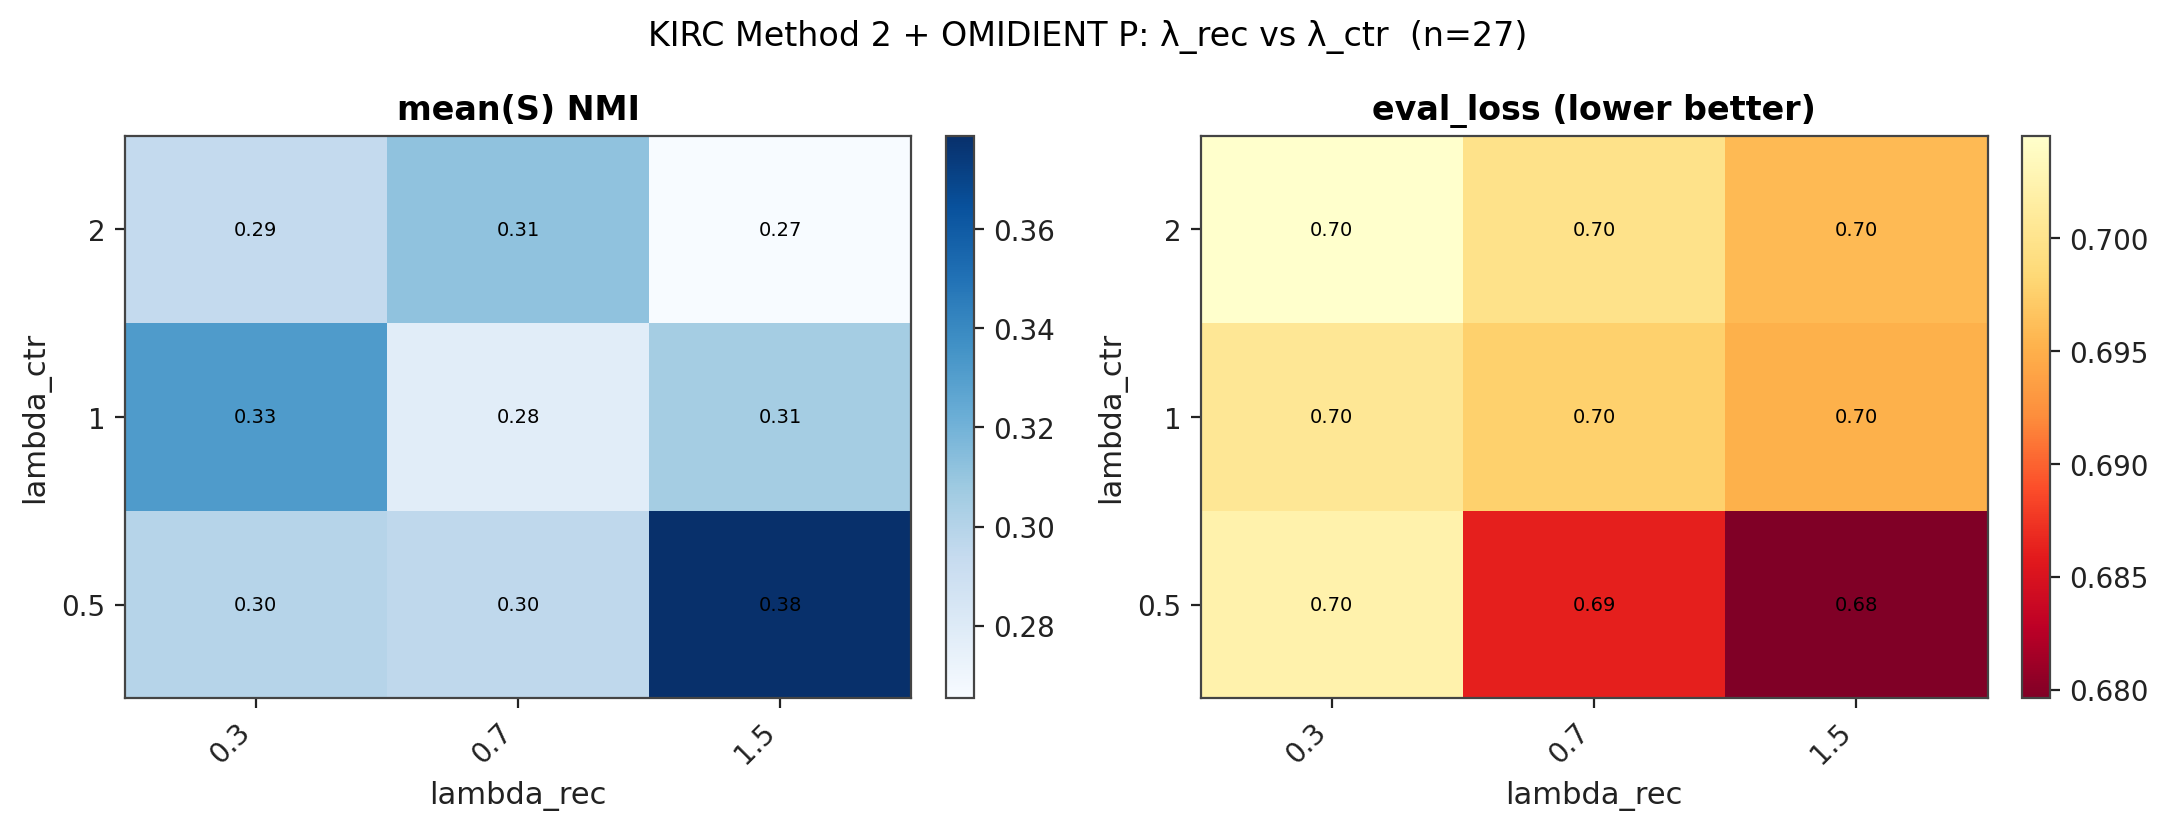 KIRC Method 2 + OMIDIENT P: λ_rec vs λ_ctr (n=27)
mean(S) NMI
lambda_ctr
2
1
0.5
0.29 0.31 0.27
0.33 0.28 0.31
0.30 0.30 0.38
0.3 0.7 1.5
lambda_rec
0.36
0.34
0.32
0.30
0.28
eval_loss (lower better)
lambda_ctr
2
1
0.5
0.70 0.70 0.70
0.70 0.70 0.70
0.70 0.69 0.68
0.3 0.7 1.5
lambda_rec
0.700
0.695
0.690
0.685
0.680